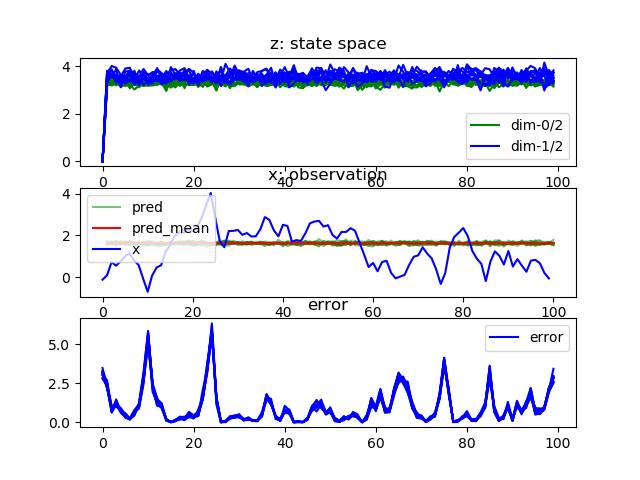 z: state space
4
2
0
dim-0/2
dim-1/2
0 20 40 60 80 100
x: observation
4
2
0
pred
pred_mean
x
0 20 40 60 80 100
error
5.0
2.5
0.0
error
0 20 40 60 80 100